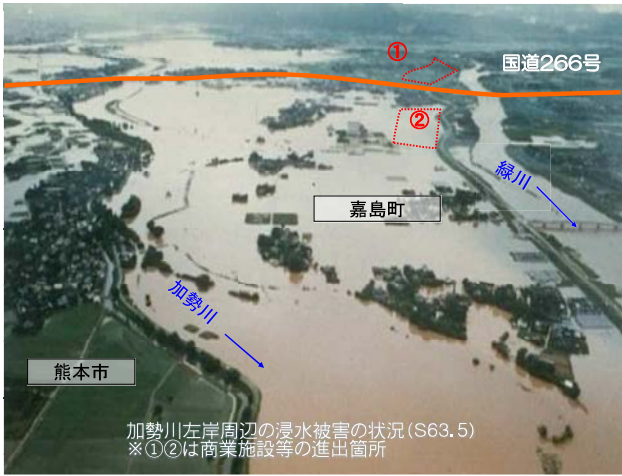 ①
国道266号
②
緑川
嘉島町
加勢川
熊本市
加勢川左岸周辺の浸水被害の状況(S63.5)
※①②は商業施設等の進出箇所